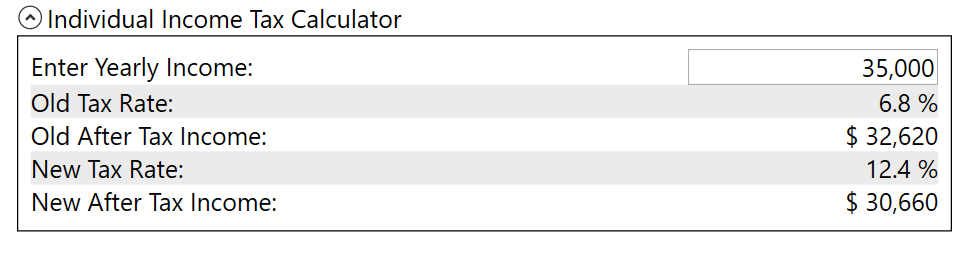 Individual Income Tax Calculator
Enter Yearly Income: 35,000
Old Tax Rate: 6.8 %
Old After Tax Income: $ 32,620
New Tax Rate: 12.4 %
New After Tax Income: $ 30,660